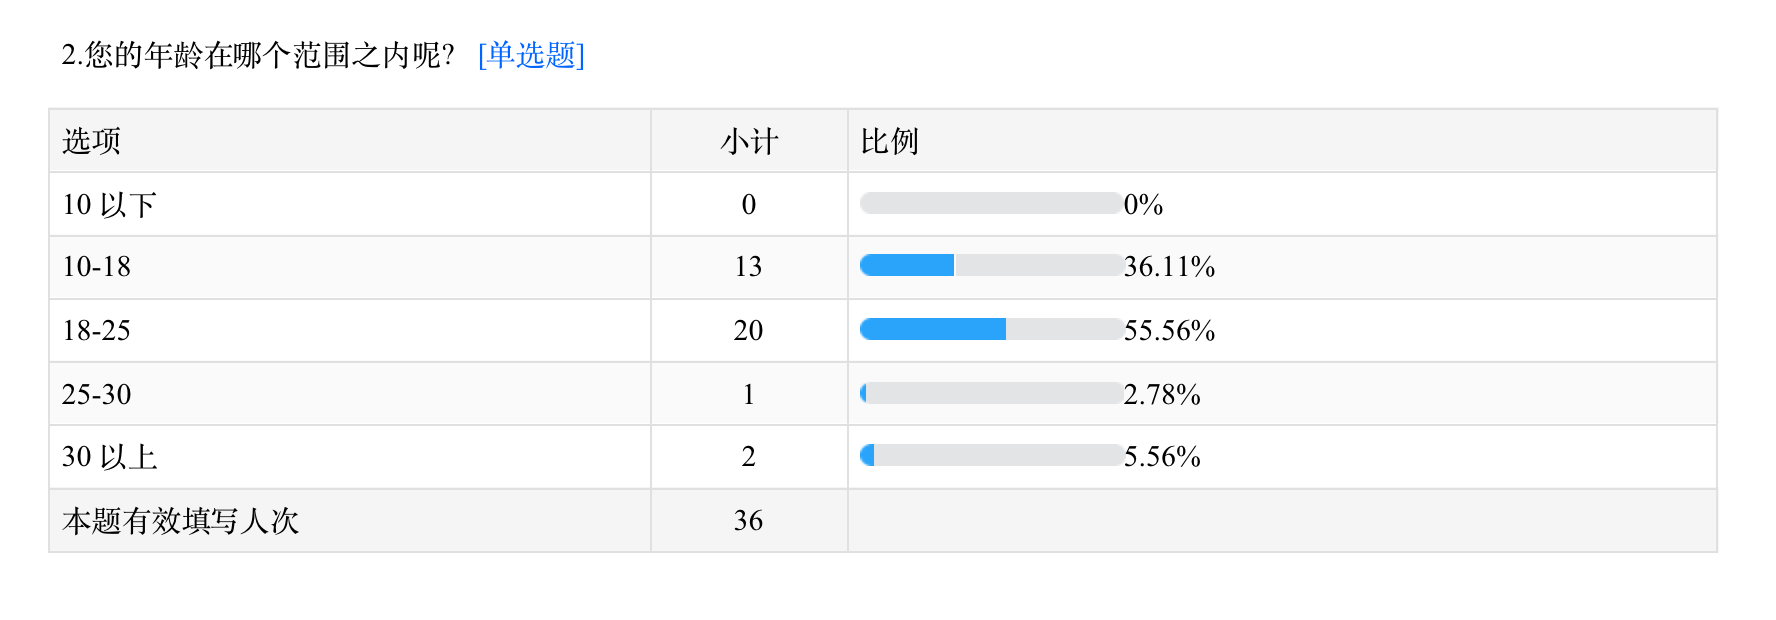 2.您的年龄在哪个范围之内呢? [单选题]
选项 小计 比例
10 以下 0 0%
10-18 13 36.11%
18-25 20 55.56%
25-30 1 2.78%
30 以上 2 5.56%
本题有效填写人次 36